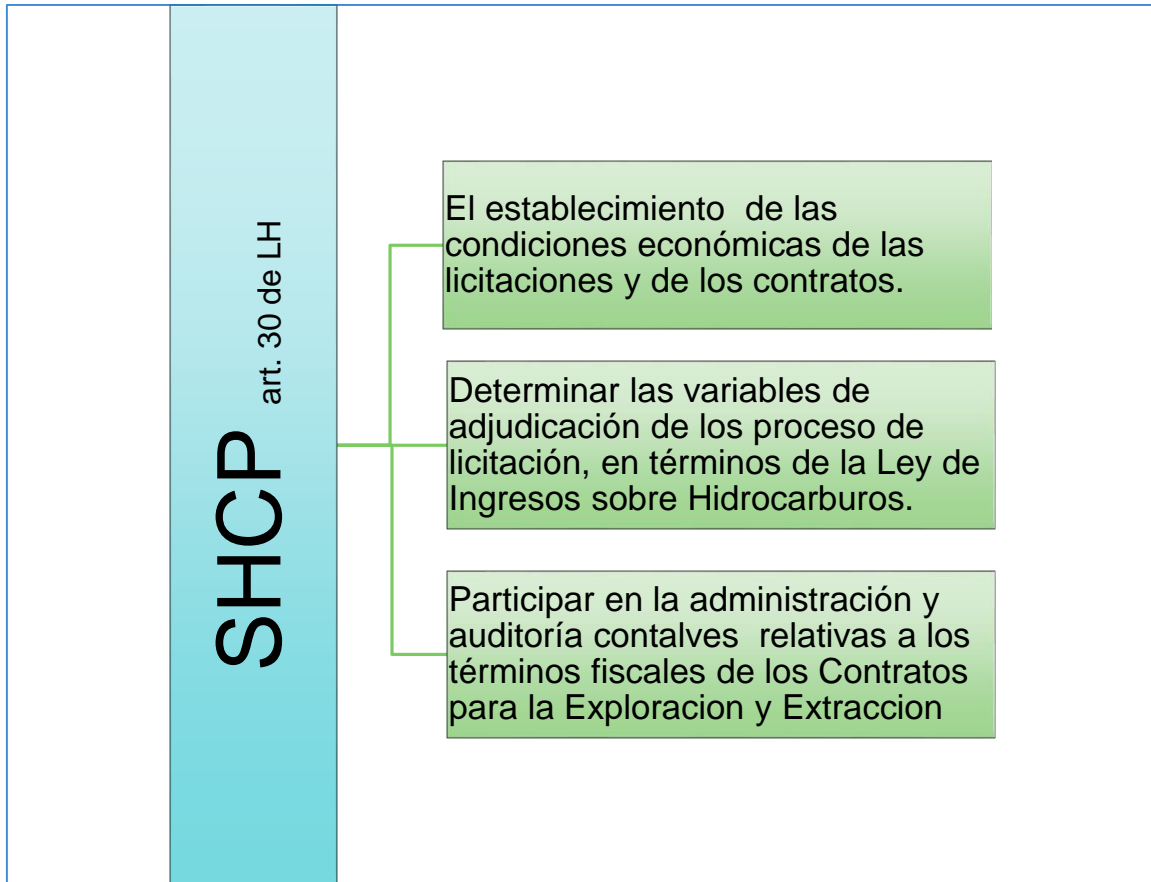 SHCP art. 30 de LH
El establecimiento  de las
condiciones económicas de las
licitaciones y de los contratos.
Determinar las variables de
adjudicación de los proceso de
licitación, en términos de la Ley de
Ingresos sobre Hidrocarburos.
Participar en la administración y
auditoría contalves  relativas a los
términos fiscales de los Contratos
para la Exploracion y Extraccion